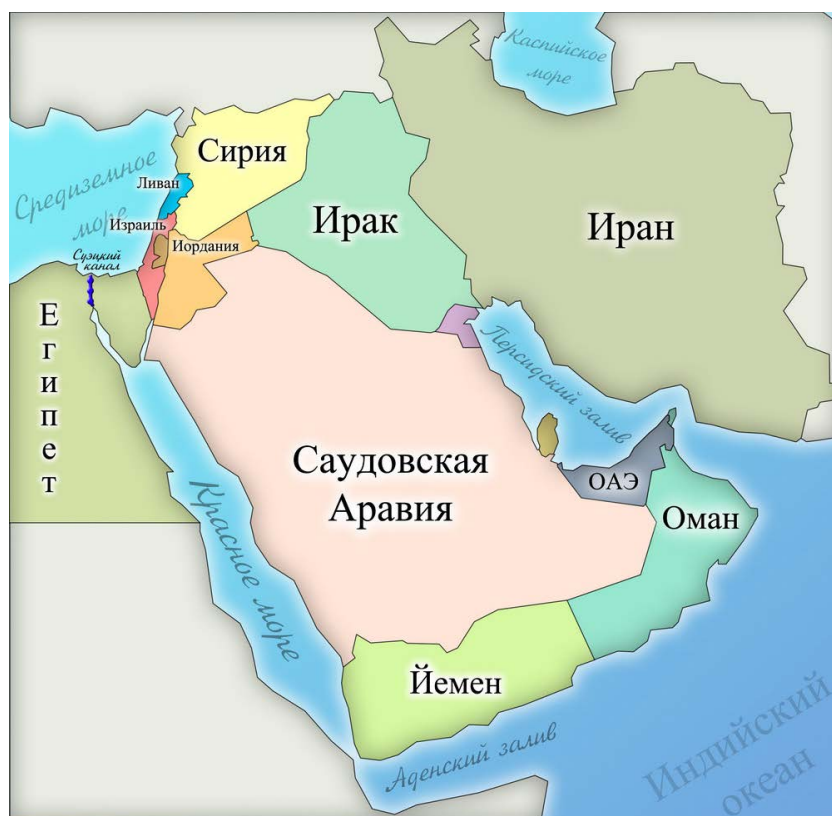 Каспийское
море
Сирия
Средиземное
море
Ливан
Израиль
Ирак
Иран
Иордания
Суэцкий
канал
Египет
Персидский залив
Саудовская
Аравия
ОАЭ
Оман
Красное море
Йемен
Аденский залив
Индийский
океан